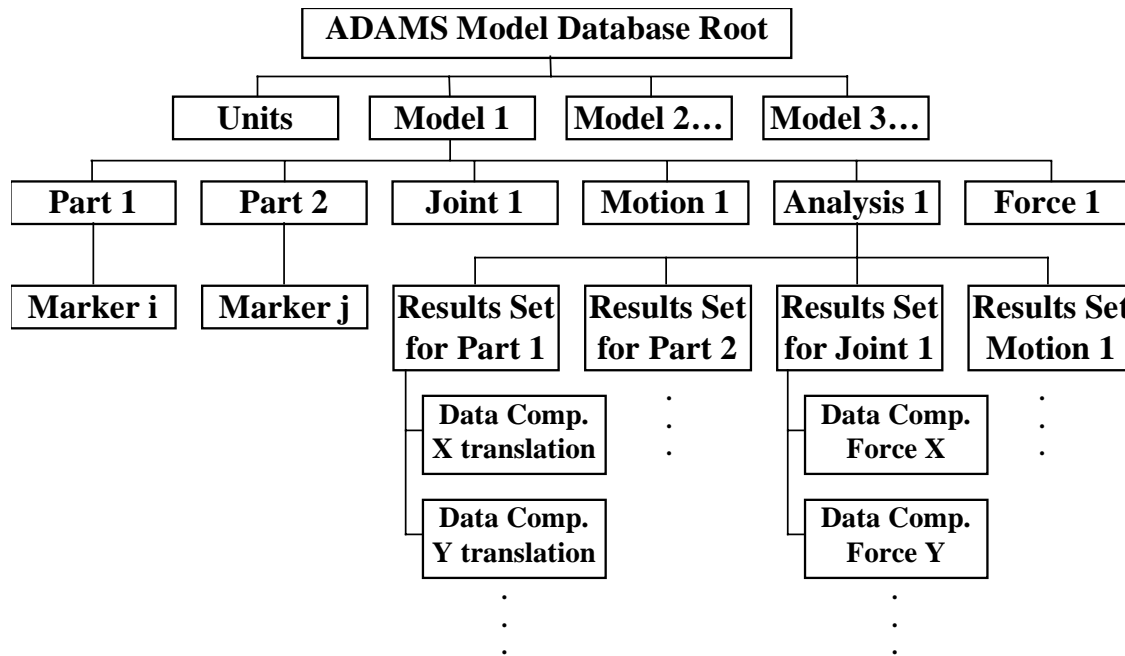 ADAMS Model Database Root
Units
Model 1
Model 2…
Model 3…
Part 1
Part 2
Joint 1
Motion 1
Analysis 1
Force 1
Marker i
Marker j
Results Set
for Part 1
Results Set
for Part 2
Results Set
for Joint 1
Results Set
Motion 1
Data Comp.
X translation
Data Comp.
Force X
Data Comp.
Y translation
Data Comp.
Force Y